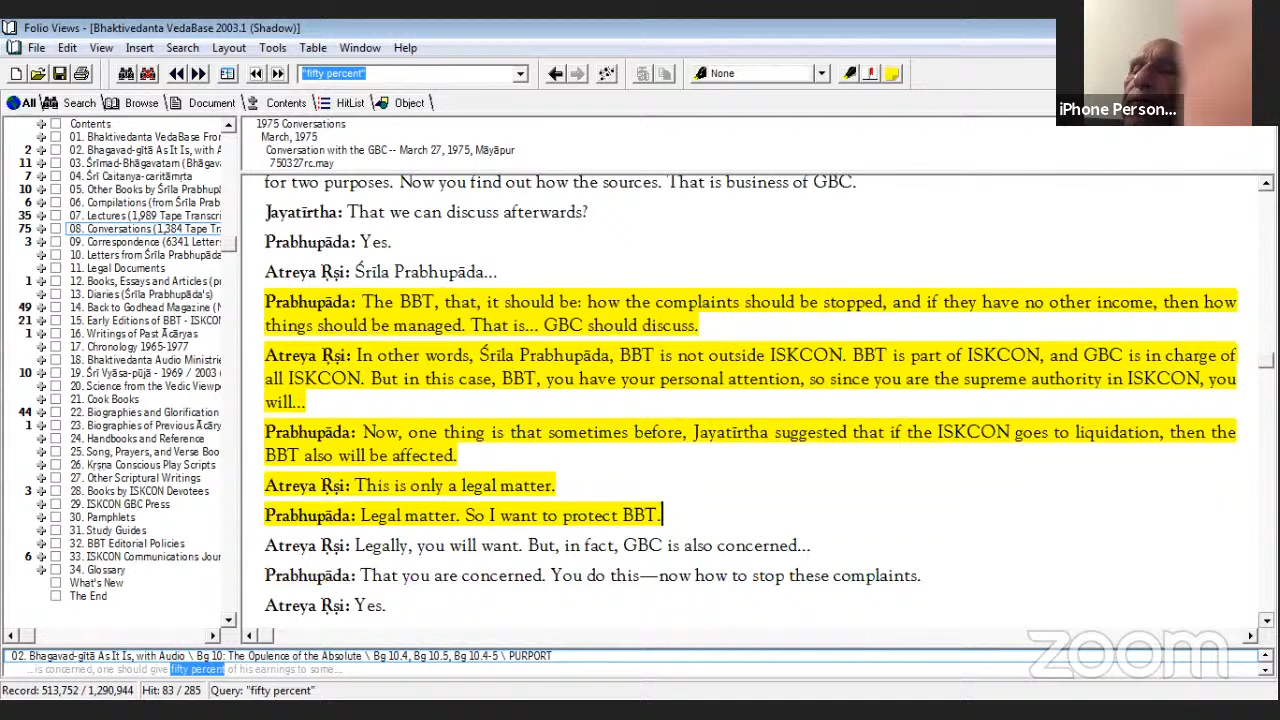 Folio Views - [Bhaktivedanta VedaBase 2003.1 (Shadow)]
File Edit View Insert Search Layout Tools Table Window Help
"fifty percent"
None
All Search Browse Document Contents HitList Object
iPhone Person...
Contents
01. Bhaktivedanta VedaBase Fror
2 02. Bhagavad-gītā As It Is, with A
11 03. Śrīmad-Bhāgavatam (Bhāgava
7 04. Śrī Caitanya-caritāmṛta
10 05. Other Books by Śrīla Prabhup
6 06. Compilations (from Śrīla Prab
35 07. Lectures (1,989 Tape Transcri
75 08. Conversations (1,384 Tape Tr
3 09. Correspondence (6341 Letter
10. Letters from Śrīla Prabhupāda
11. Legal Documents
1 12. Books, Essays and Articles (p
13. Diaries (Śrīla Prabhupāda's)
49 14. Back to Godhead Magazine (
21 15. Early Editions of BBT - ISKCON
1 16. Writings of Past Ācāryas
17. Chronology 1965-1977
18. Bhaktivedanta Audio Ministrie
10 19. Śrī Vyāsa-pūjā - 1969 / 2003 (
20. Science from the Vedic Viewp
21. Cook Books
44 22. Biographies and Glorification
1 23. Biographies of Previous Ācāry
24. Handbooks and Reference
25. Song, Prayers, and Verse Boo
26. Kṛṣṇa Conscious Play Scripts
27. Other Scriptural Writings
3 28. Books by ISKCON Devotees
29. ISKCON GBC Press
30. Pamphlets
31. Study Guides
32. BBT Editorial Policies
6 33. ISKCON Communications Jour
34. Glossary
What's New
The End
1975 Conversations
March, 1975
Conversation with the GBC -- March 27, 1975, Māyāpur
750327rc.may
for two purposes. Now you find out how the sources. That is business of GBC.
Jayatīrtha: That we can discuss afterwards?
Prabhupāda: Yes.
Atreya Ṛṣi: Śrīla Prabhupāda...
Prabhupāda: The BBT, that, it should be: how the complaints should be stopped, and if they have no other income, then how
things should be managed. That is... GBC should discuss.
Atreya Ṛṣi: In other words, Śrīla Prabhupāda, BBT is not outside ISKCON. BBT is part of ISKCON, and GBC is in charge of
all ISKCON. But in this case, BBT, you have your personal attention, so since you are the supreme authority in ISKCON, you
will...
Prabhupāda: Now, one thing is that sometimes before, Jayatīrtha suggested that if the ISKCON goes to liquidation, then the
BBT also will be affected.
Atreya Ṛṣi: This is only a legal matter.
Prabhupāda: Legal matter. So I want to protect BBT.
Atreya Ṛṣi: Legally, you will want. But, in fact, GBC is also concerned...
Prabhupāda: That you are concerned. You do this—now how to stop these complaints.
Atreya Ṛṣi: Yes.
02. Bhagavad-gītā As It Is, with Audio \ Bg 10: The Opulence of the Absolute \ Bg 10.4, Bg 10.5, Bg 10.4-5 \ PURPORT
...is concerned, one should give fifty percent of his earnings to some...
Record: 513,752 / 1,290,944 Hit: 83 / 285 Query: "fifty percent"
zoom